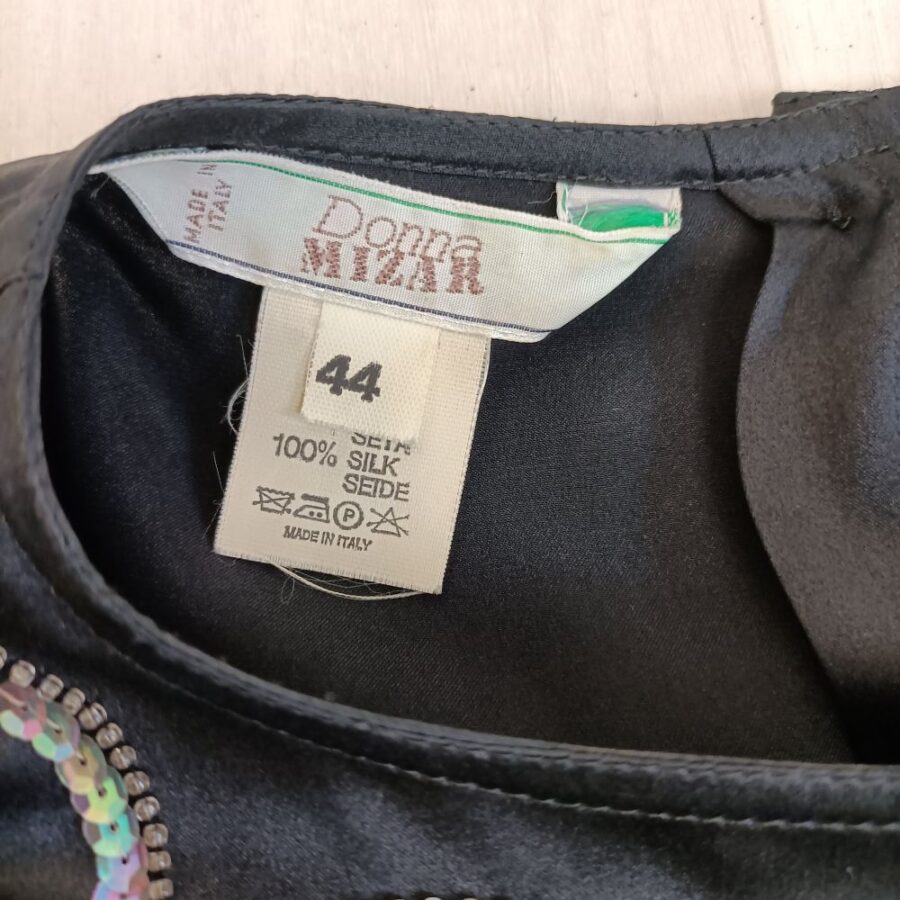 MADE IN
ITALY
Donna
MIZAR
44
SETA
100% SILK
SEIDE
P
MADE IN ITALY